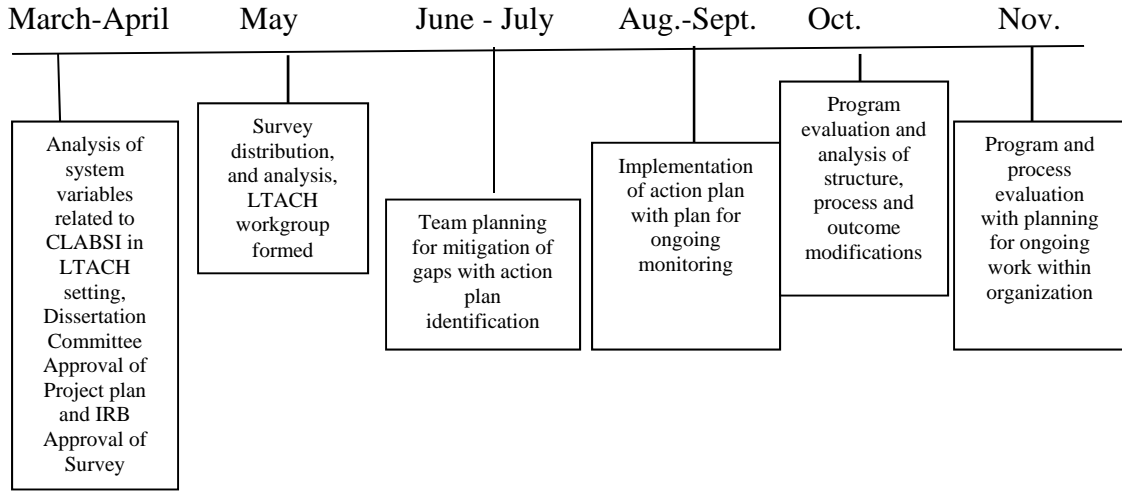 March-April
May
June - July
Aug.-Sept.
Oct.
Nov.
Analysis of
system
variables
related to
CLABSI in
LTACH
setting,
Dissertation
Committee
Approval of
Project plan
and IRB
Approval of
Survey
Survey
distribution,
and analysis,
LTACH
workgroup
formed
Team planning
for mitigation of
gaps with action
plan
identification
Implementation
of action plan
with plan for
ongoing
monitoring
Program
evaluation and
analysis of
structure,
process and
outcome
modifications
Program and
process
evaluation
with planning
for ongoing
work within
organization